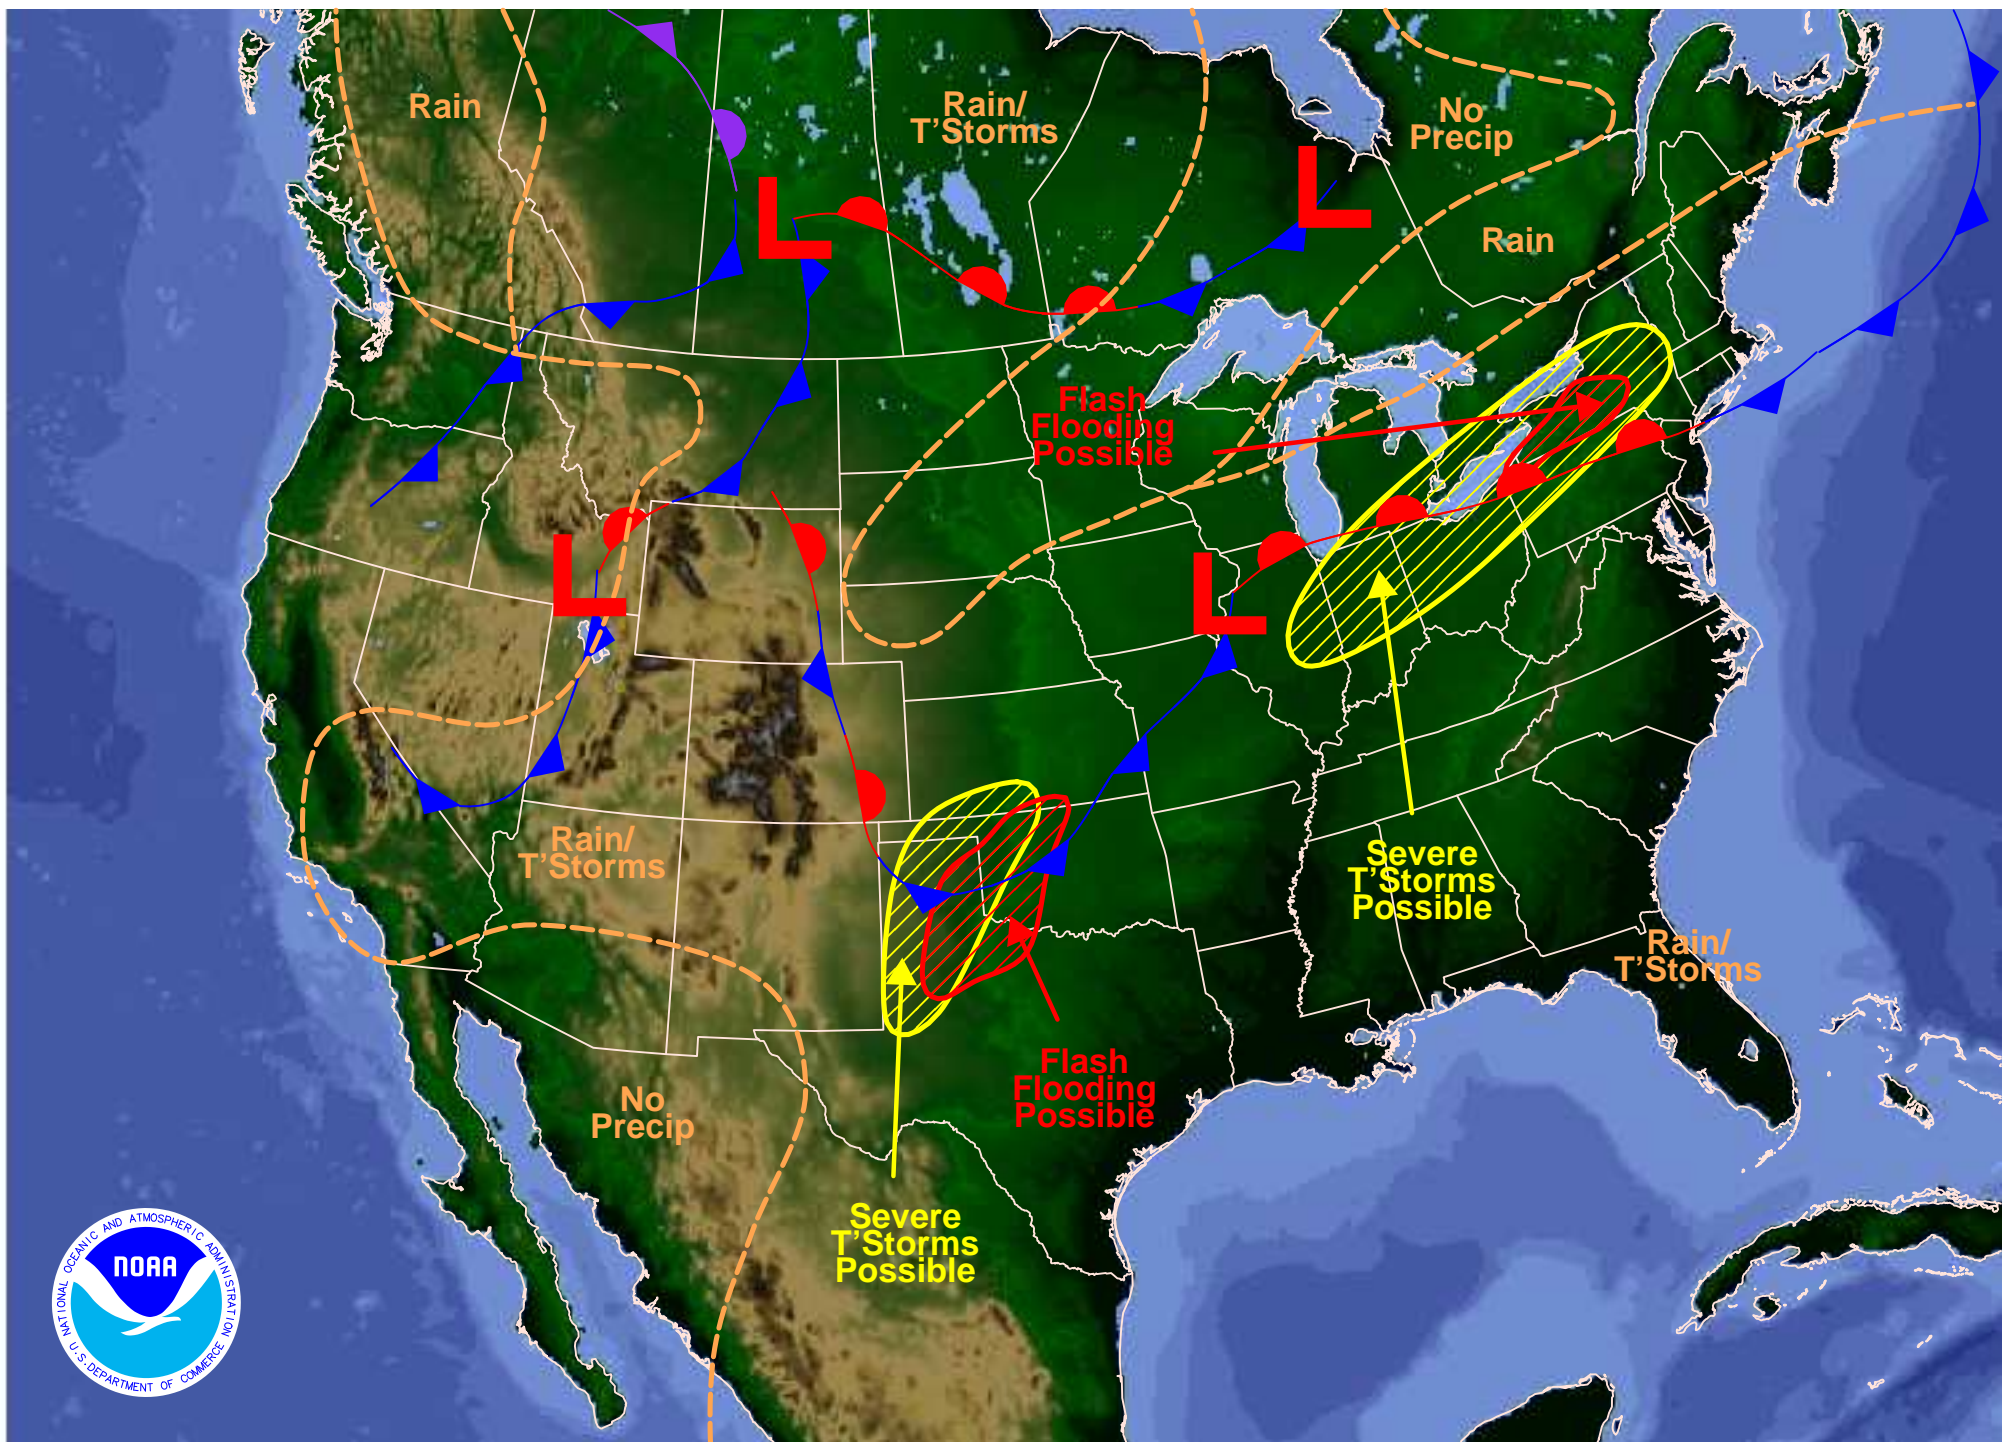 Rain
Rain/
T'Storms
No
Precip
L
L
Rain
Flash
Flooding
Possible
L
L
Rain/
T'Storms
Severe
T'Storms
Possible
Rain/
T'Storms
Flash
Flooding
Possible
No
Precip
Severe
T'Storms
Possible
NATIONAL OCEANIC AND ATMOSPHERIC ADMINISTRATION
NOAA
U.S. DEPARTMENT OF COMMERCE